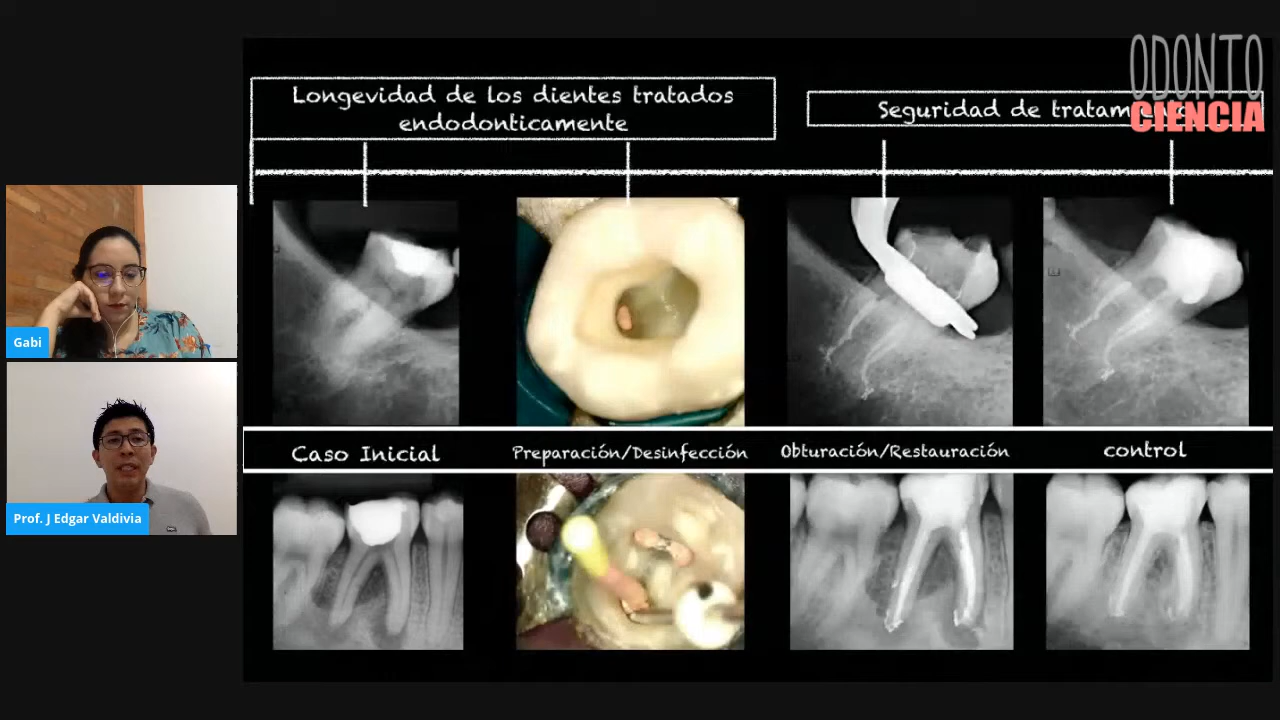 ODONTO
CIENCIA
Longevidad de los dientes tratados
endodonticamente
Seguridad de tratam
Caso Inicial
Preparación/Desinfección
Obturación/Restauración
control
Gabi
Prof. J Edgar Valdivia